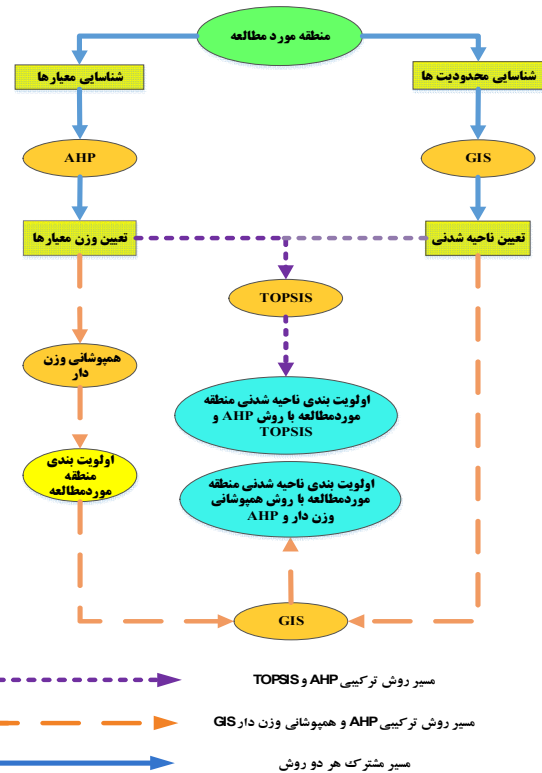 منطقه مورد مطالعه
شناسایی محدودیت ها
شناسایی معیارها
GIS
AHP
تعیین ناحیه شدنی
تعیین وزن معیارها
TOPSIS
همپوشانی وزن
دار
اولویت بندی ناحیه شدنی منطقه
موردمطالعه با روش AHP و
TOPSIS
اولویت بندی
منطقه
موردمطالعه
اولویت بندی ناحیه شدنی منطقه
موردمطالعه با روش همپوشانی
وزن دار و AHP
GIS
مسیر روش ترکیبی AHP و TOPSIS
مسیر روش ترکیبی AHP و همپوشانی وزن دار GIS
مسیر مشترک هر دو روش